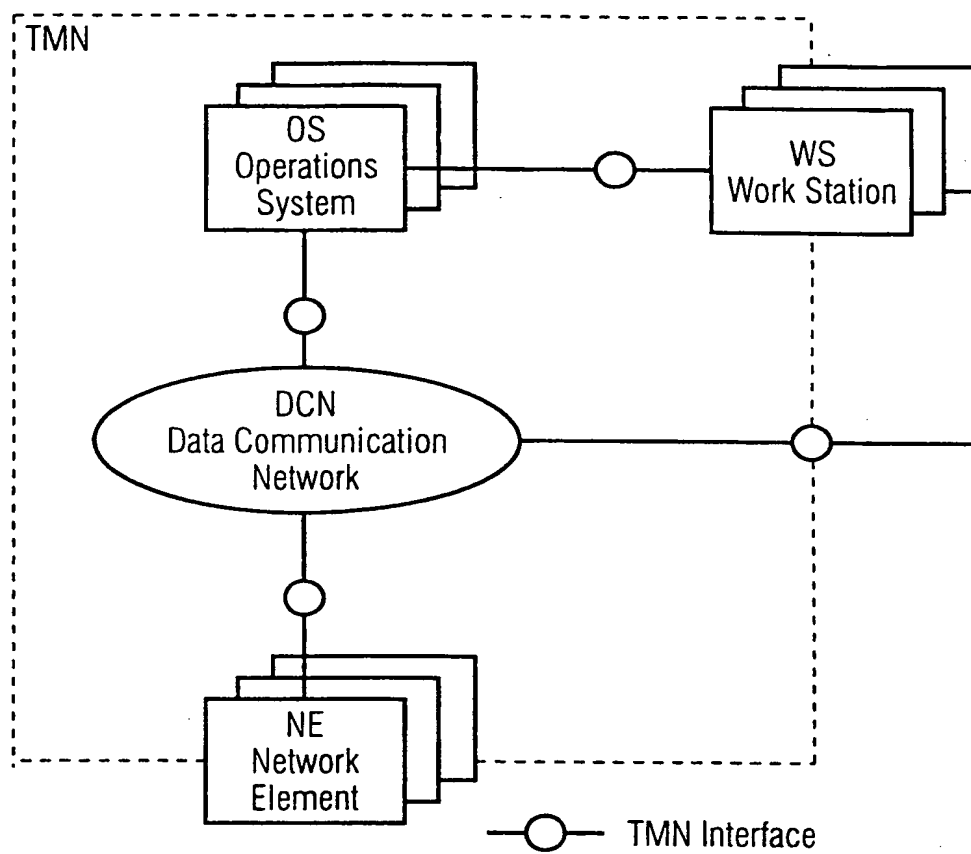 TMN
OS
Operations
System
WS
Work Station
DCN
Data Communication
Network
NE
Network
Element
TMN Interface